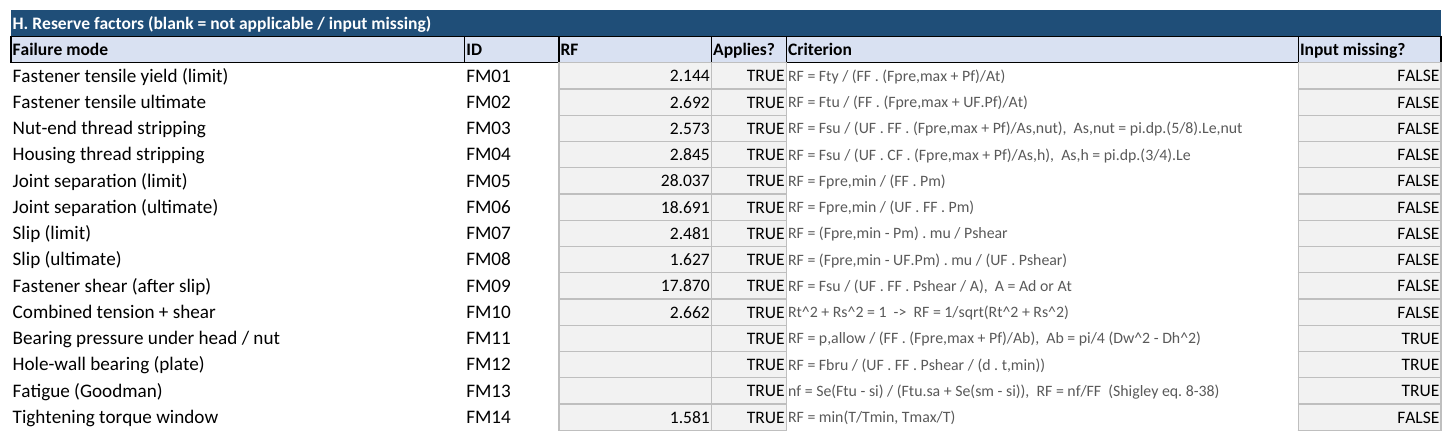 H. Reserve factors (blank = not applicable / input missing)
Failure mode ID RF Applies? Criterion Input missing?
Fastener tensile yield (limit) FM01 2.144 TRUE RF = Fty / (FF . (Fpre,max + Pf)/At) FALSE
Fastener tensile ultimate FM02 2.692 TRUE RF = Ftu / (FF . (Fpre,max + UF.Pf)/At) FALSE
Nut-end thread stripping FM03 2.573 TRUE RF = Fsu / (UF . FF . (Fpre,max + Pf)/As,nut), As,nut = pi.dp.(5/8).Le,nut FALSE
Housing thread stripping FM04 2.845 TRUE RF = Fsu / (UF . CF . (Fpre,max + Pf)/As,h), As,h = pi.dp.(3/4).Le FALSE
Joint separation (limit) FM05 28.037 TRUE RF = Fpre,min / (FF . Pm) FALSE
Joint separation (ultimate) FM06 18.691 TRUE RF = Fpre,min / (UF . FF . Pm) FALSE
Slip (limit) FM07 2.481 TRUE RF = (Fpre,min - Pm) . mu / Pshear FALSE
Slip (ultimate) FM08 1.627 TRUE RF = (Fpre,min - UF.Pm) . mu / (UF . Pshear) FALSE
Fastener shear (after slip) FM09 17.870 TRUE RF = Fsu / (UF . FF . Pshear / A), A = Ad or At FALSE
Combined tension + shear FM10 2.662 TRUE Rt^2 + Rs^2 = 1 -> RF = 1/sqrt(Rt^2 + Rs^2) FALSE
Bearing pressure under head / nut FM11 TRUE RF = p,allow / (FF . (Fpre,max + Pf)/Ab), Ab = pi/4 (Dw^2 - Dh^2) TRUE
Hole-wall bearing (plate) FM12 TRUE RF = Fbru / (UF . FF . Pshear / (d . t,min)) TRUE
Fatigue (Goodman) FM13 TRUE nf = Se(Ftu - si) / (Ftu.sa + Se(sm - si)), RF = nf/FF (Shigley eq. 8-38) TRUE
Tightening torque window FM14 1.581 TRUE RF = min(T/Tmin, Tmax/T) FALSE